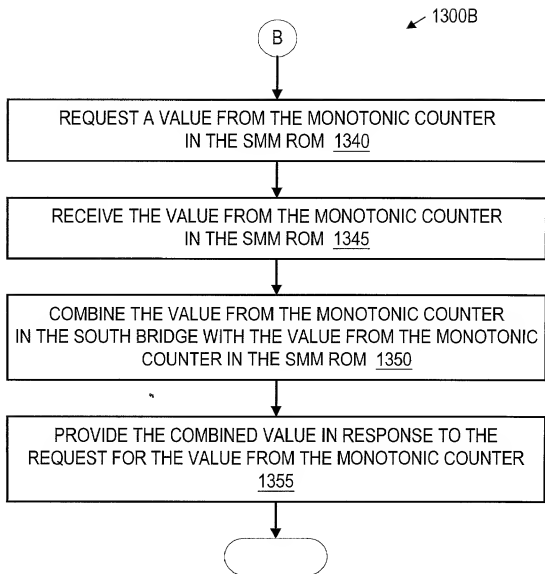 1300B
B
REQUEST A VALUE FROM THE MONOTONIC COUNTER
IN THE SMM ROM 1340
RECEIVE THE VALUE FROM THE MONOTONIC COUNTER
IN THE SMM ROM 1345
COMBINE THE VALUE FROM THE MONOTONIC COUNTER
IN THE SOUTH BRIDGE WITH THE VALUE FROM THE MONOTONIC
COUNTER IN THE SMM ROM 1350
PROVIDE THE COMBINED VALUE IN RESPONSE TO THE
REQUEST FOR THE VALUE FROM THE MONOTONIC COUNTER
1355